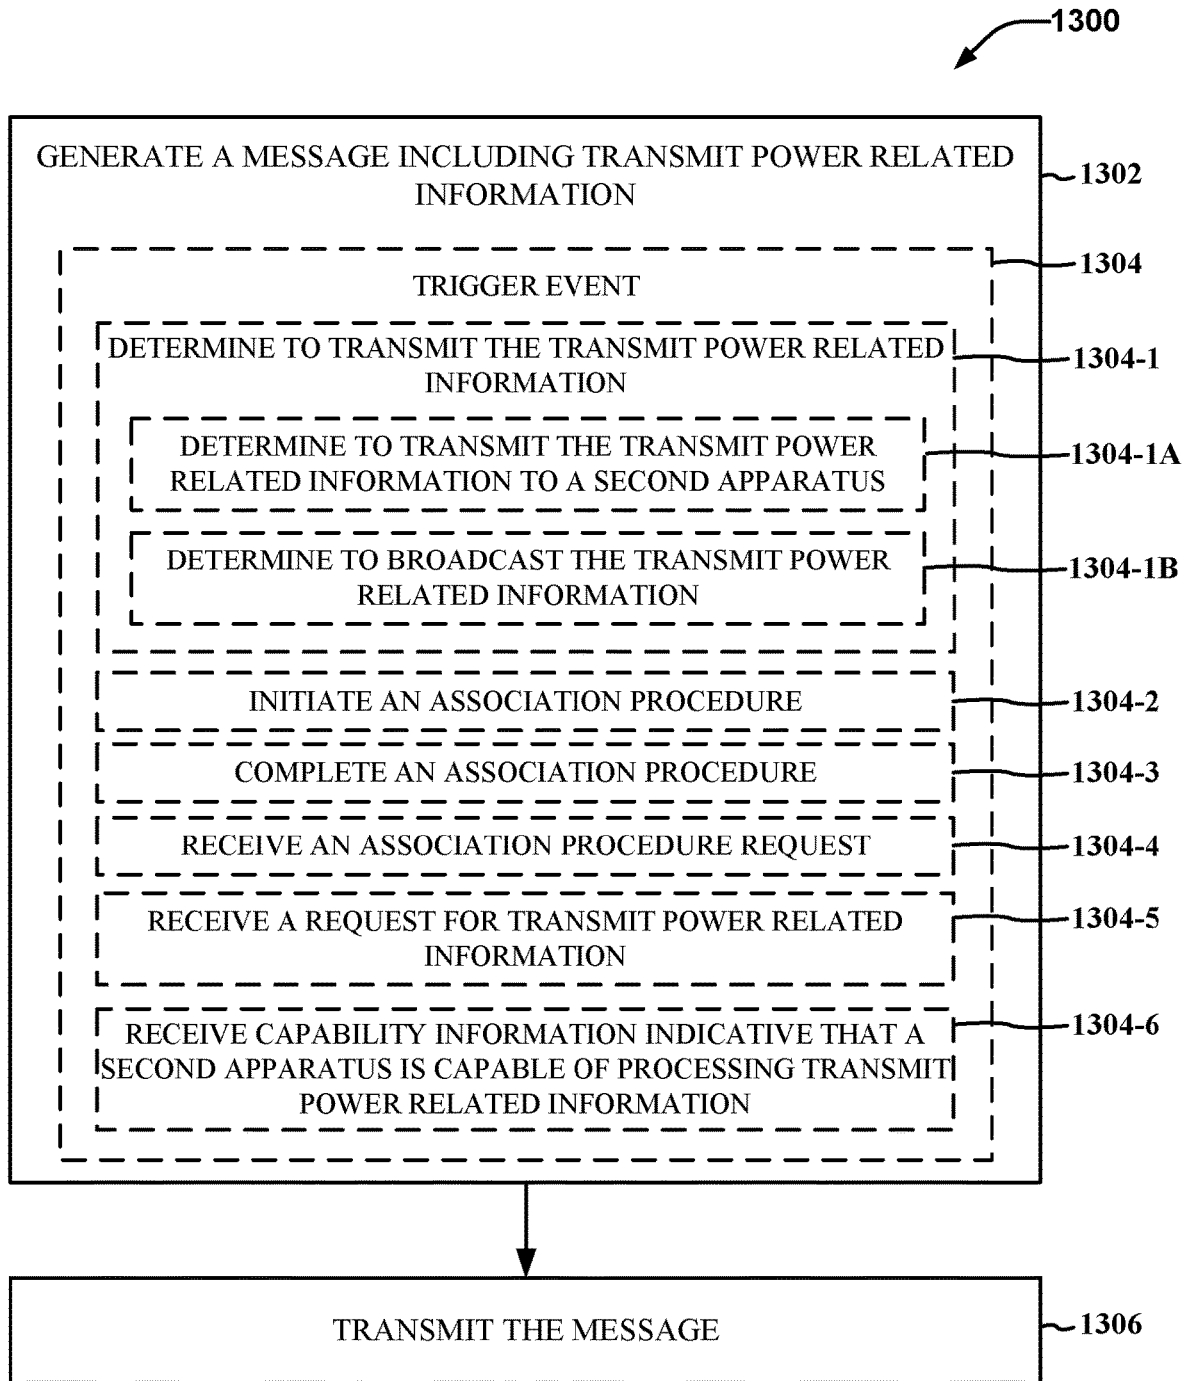 1300
GENERATE A MESSAGE INCLUDING TRANSMIT POWER RELATED
INFORMATION
1302
1304
TRIGGER EVENT
DETERMINE TO TRANSMIT THE TRANSMIT POWER RELATED
INFORMATION
1304-1
DETERMINE TO TRANSMIT THE TRANSMIT POWER
RELATED INFORMATION TO A SECOND APPARATUS
1304-1A
DETERMINE TO BROADCAST THE TRANSMIT POWER
RELATED INFORMATION
1304-1B
INITIATE AN ASSOCIATION PROCEDURE
1304-2
COMPLETE AN ASSOCIATION PROCEDURE
1304-3
RECEIVE AN ASSOCIATION PROCEDURE REQUEST
1304-4
RECEIVE A REQUEST FOR TRANSMIT POWER RELATED
INFORMATION
1304-5
RECEIVE CAPABILITY INFORMATION INDICATIVE THAT A
SECOND APPARATUS IS CAPABLE OF PROCESSING TRANSMIT
POWER RELATED INFORMATION
1304-6
TRANSMIT THE MESSAGE
1306